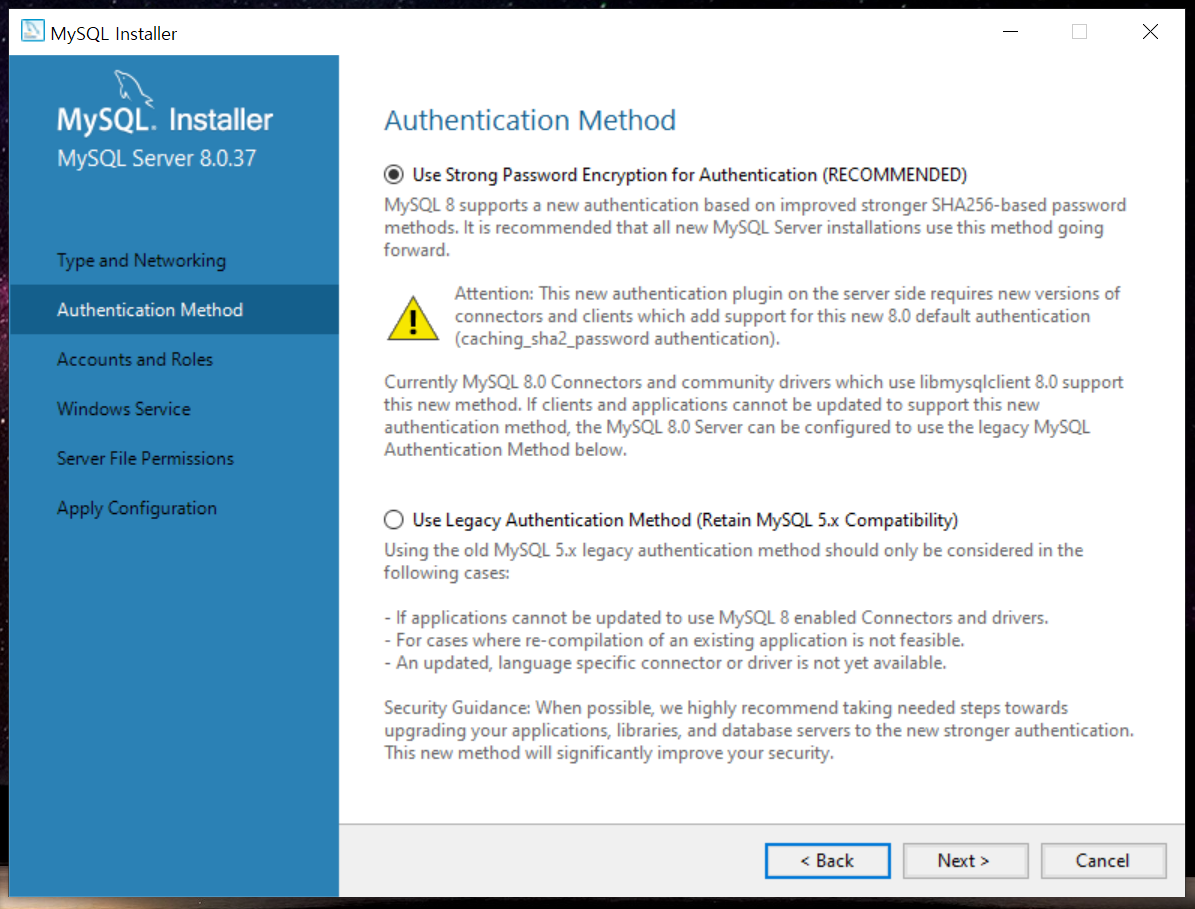 MySQL Installer
MySQL. Installer
MySQL Server 8.0.37
Type and Networking
Authentication Method
Accounts and Roles
Windows Service
Server File Permissions
Apply Configuration
Authentication Method
Use Strong Password Encryption for Authentication (RECOMMENDED)
MySQL 8 supports a new authentication based on improved stronger SHA256-based password
methods. It is recommended that all new MySQL Server installations use this method going
forward.
Attention: This new authentication plugin on the server side requires new versions of
connectors and clients which add support for this new 8.0 default authentication
(caching_sha2_password authentication).
Currently MySQL 8.0 Connectors and community drivers which use libmysqlclient 8.0 support
this new method. If clients and applications cannot be updated to support this new
authentication method, the MySQL 8.0 Server can be configured to use the legacy MySQL
Authentication Method below.
Use Legacy Authentication Method (Retain MySQL 5.x Compatibility)
Using the old MySQL 5.x legacy authentication method should only be considered in the
following cases:
- If applications cannot be updated to use MySQL 8 enabled Connectors and drivers.
- For cases where re-compilation of an existing application is not feasible.
- An updated, language specific connector or driver is not yet available.
Security Guidance: When possible, we highly recommend taking needed steps towards
upgrading your applications, libraries, and database servers to the new stronger authentication.
This new method will significantly improve your security.
< Back
Next >
Cancel